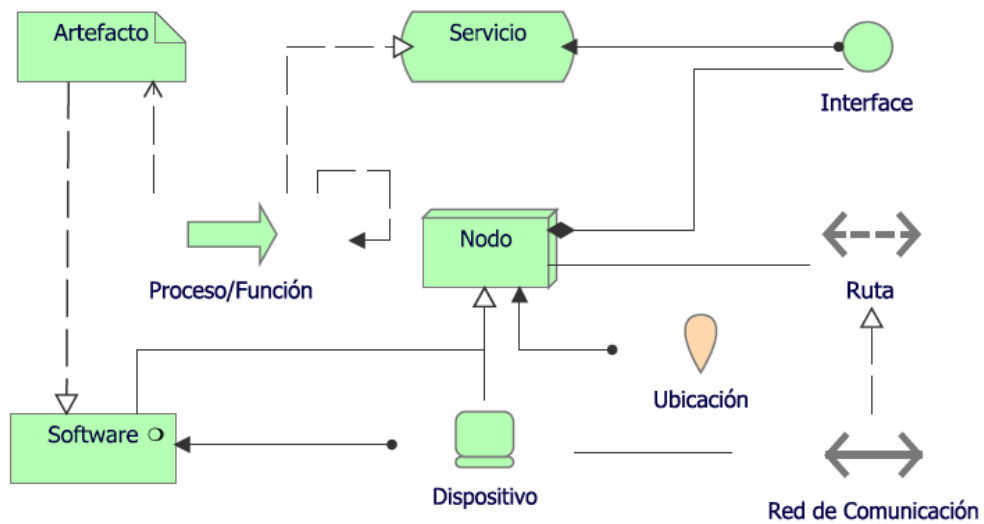 Artefacto
Servicio
Interface
Nodo
Proceso/Función
Ruta
Ubicación
Software
Dispositivo
Red de Comunicación